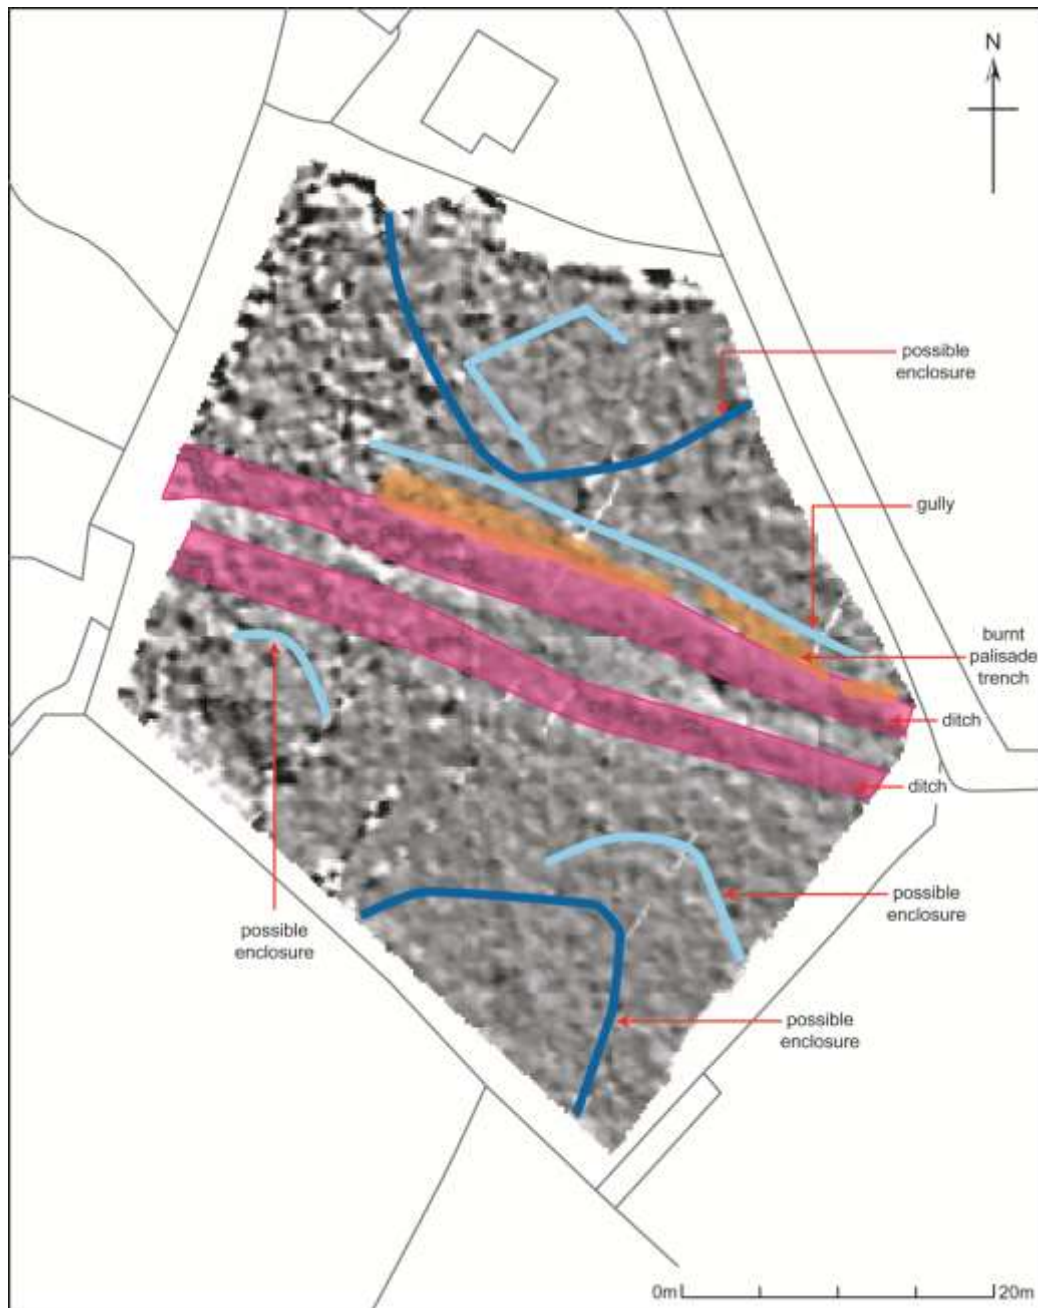 N
possible
enclosure
gully
burnt
palisade
trench
ditch
ditch
possible
enclosure
possible
enclosure
possible
enclosure
0m
20m